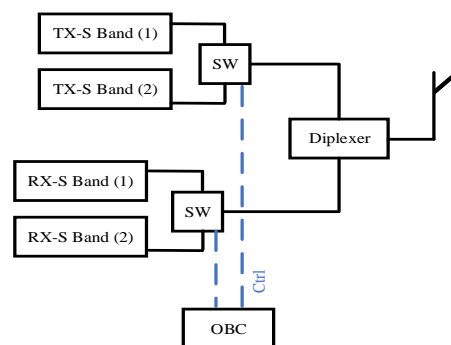 TX-S Band (1)
SW
TX-S Band (2)
Diplexer
RX-S Band (1)
SW
RX-S Band (2)
Ctrl
OBC